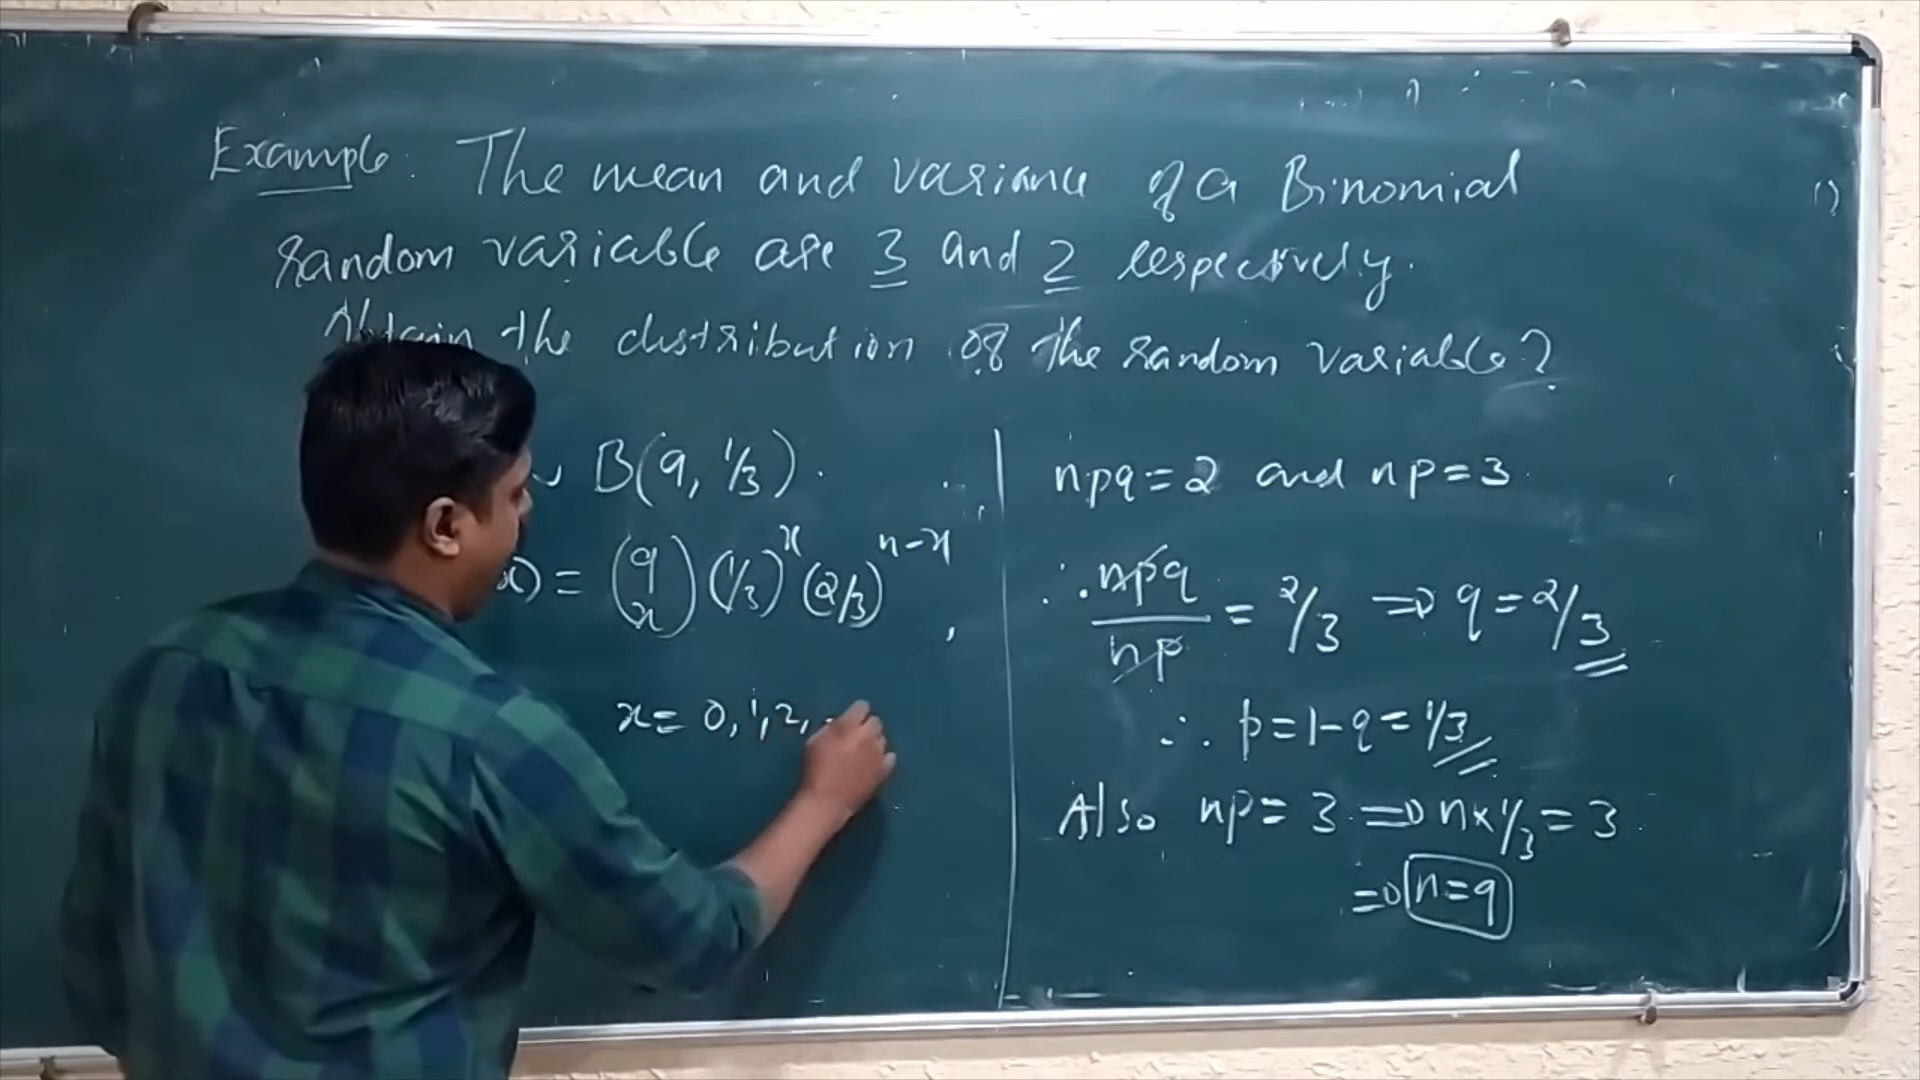 Example: The mean and variance of a Binomial
random variable are 3 and 2 respectively.
Obtain the distribution of the random variable?
~ B(9, 1/3).
x) = (9 x) (1/3)^x (2/3)^n-x ,
x = 0, 1, 2,
npq = 2 and np = 3
∴ npq/np = 2/3 ⇒ q = 2/3
∴ p = 1-q = 1/3
Also np = 3 ⇒ n×1/3 = 3
⇒ n=9